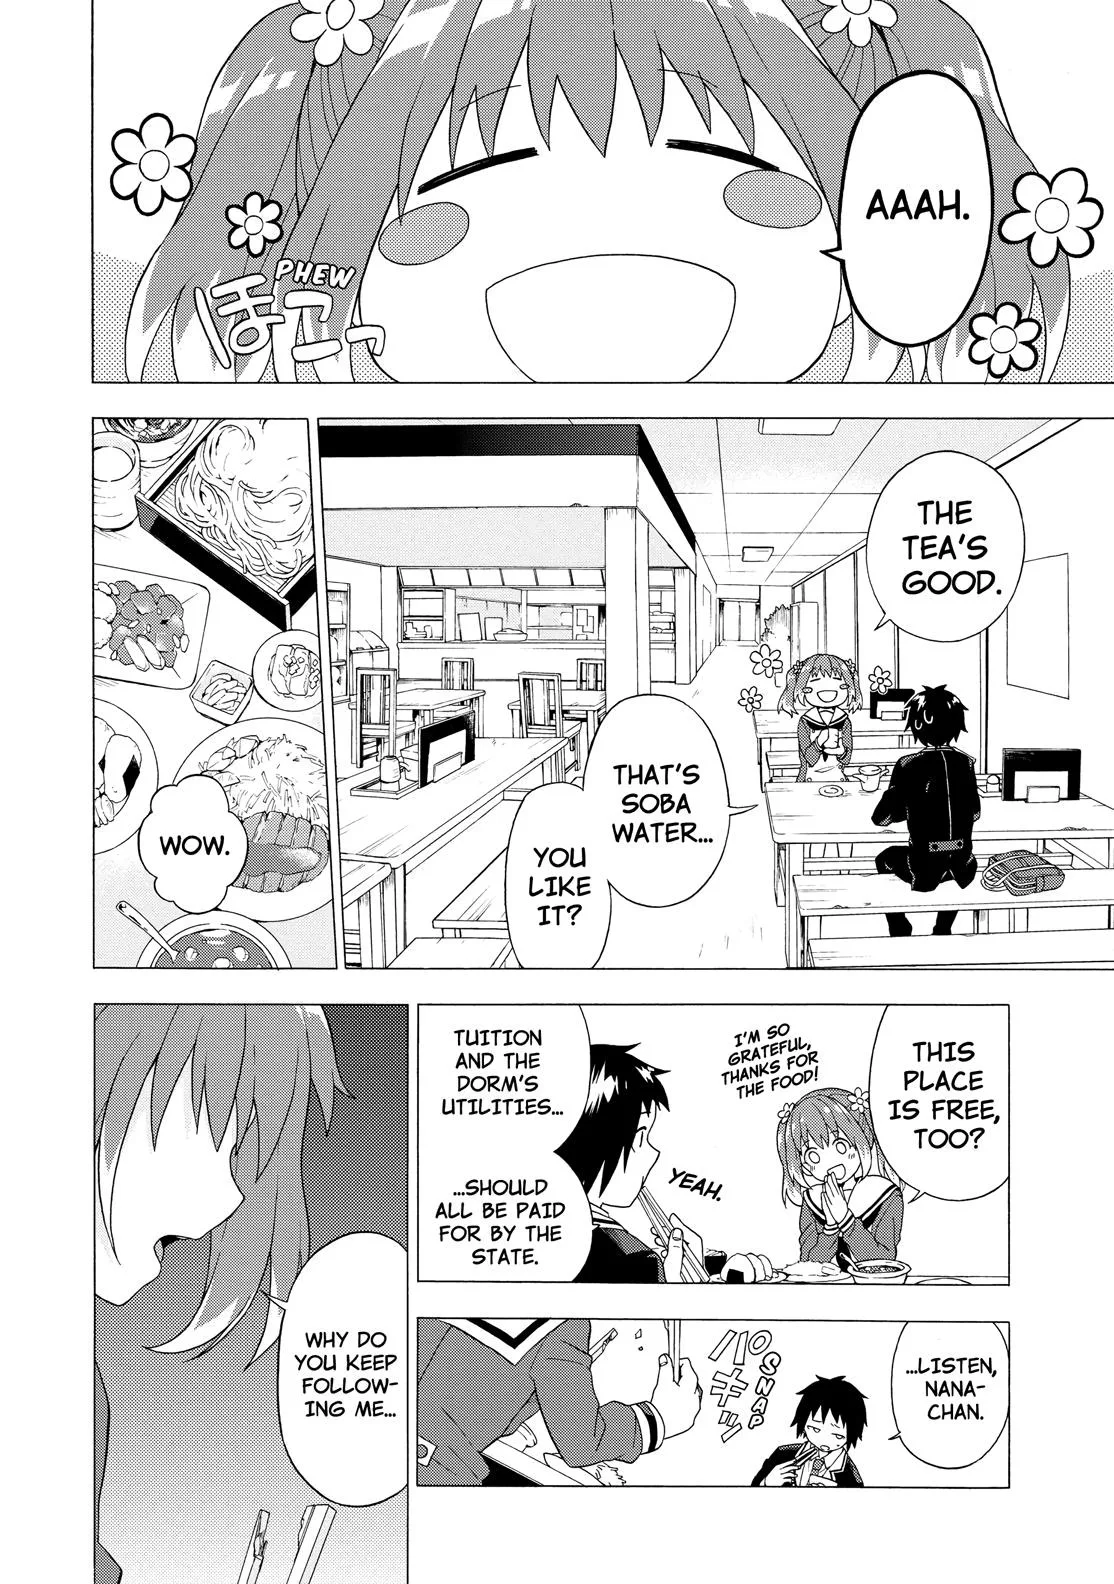 AAAH.
PHEW
ほっこーっ
THE
TEA'S
GOOD.
THAT'S
SOBA
WATER...
YOU
LIKE
IT?
WOW.
THIS
PLACE
IS FREE,
TOO?
I'M SO
GRATEFUL,
THANKS FOR
THE FOOD!
YEAH.
TUITION
AND THE
DORM'S
UTILITIES...
...SHOULD
ALL BE PAID
FOR BY THE
STATE.
...LISTEN,
NANA-
CHAN.
SNAP
パキッ
WHY DO
YOU KEEP
FOLLOW-
ING ME...